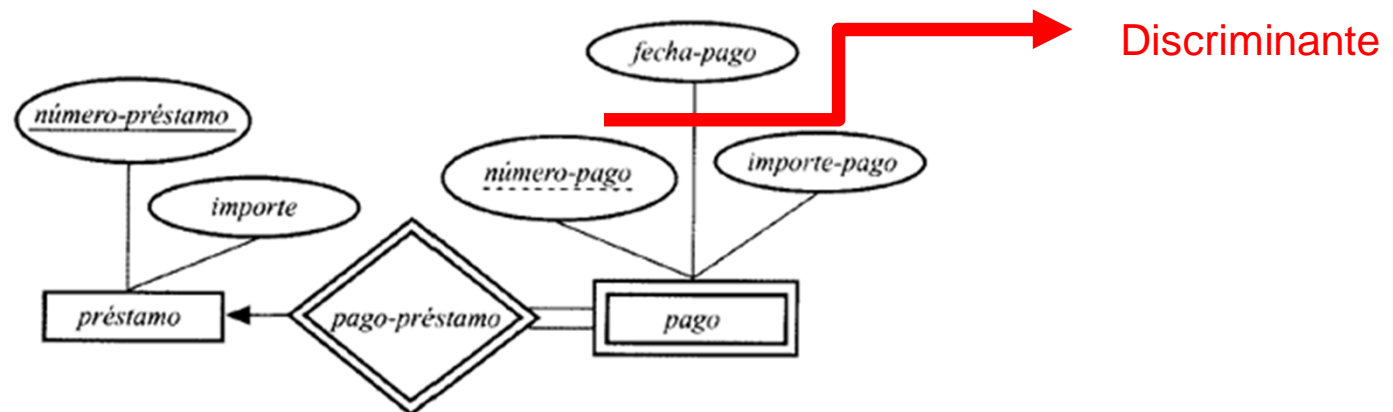 Discriminante
fecha-pago
número-préstamo
número-pago
importe-pago
importe
préstamo
pago-préstamo
pago